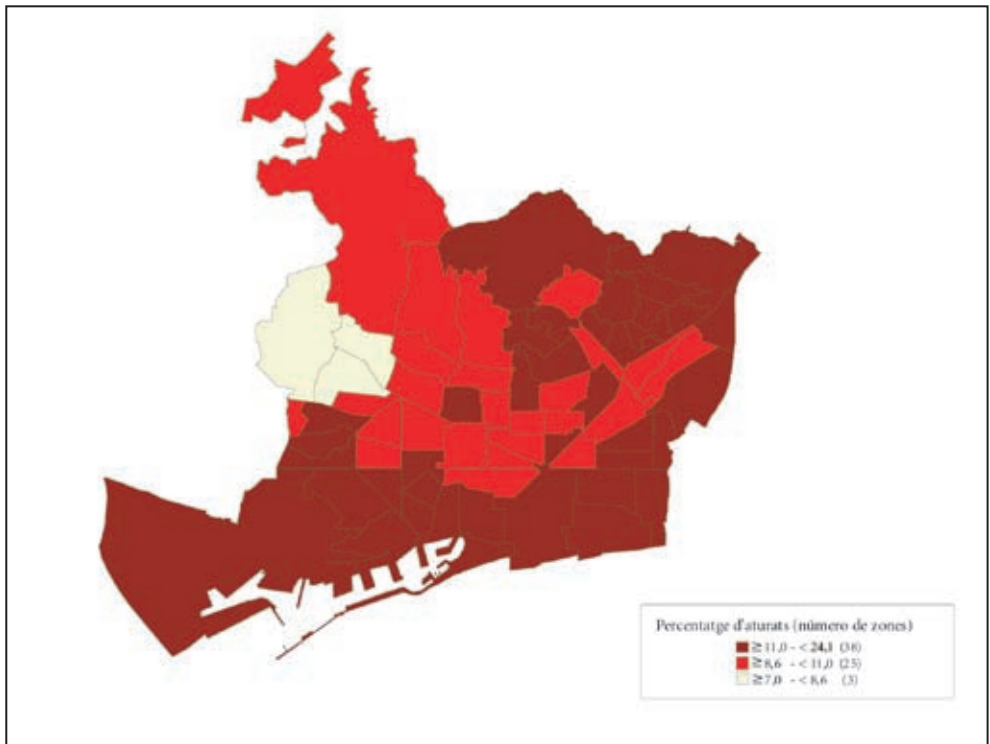 Percentatge d'aturats (número de zones)
≥11,0 - < 24,1 (38)
≥8,6 - < 11,0 (25)
≥7,0 - < 8,6 (3)